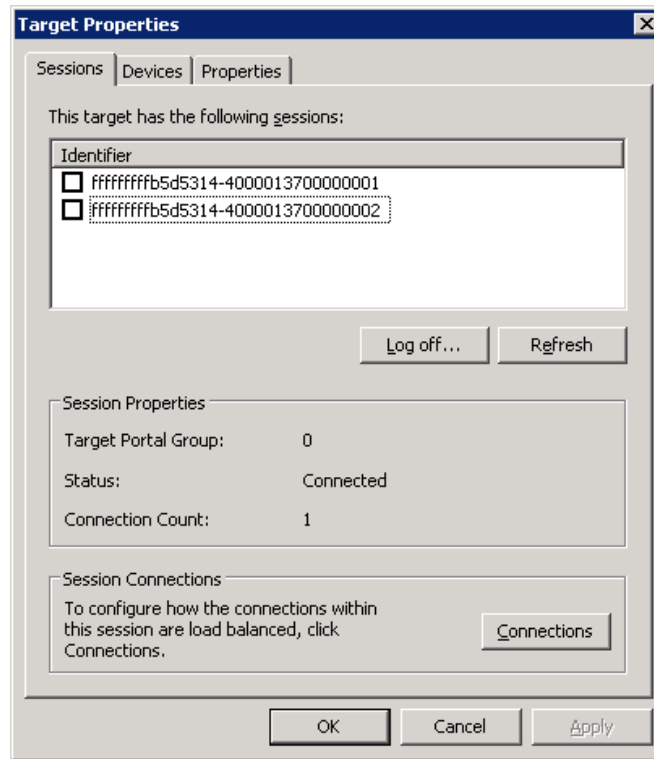 Target Properties
Sessions Devices Properties
This target has the following sessions:
Identifier
fffffffffb5d5314-4000013700000001
fffffffffb5d5314-4000013700000002
Log off... Refresh
Session Properties
Target Portal Group: 0
Status: Connected
Connection Count: 1
Session Connections
To configure how the connections within
this session are load balanced, click
Connections.
Connections
OK Cancel Apply